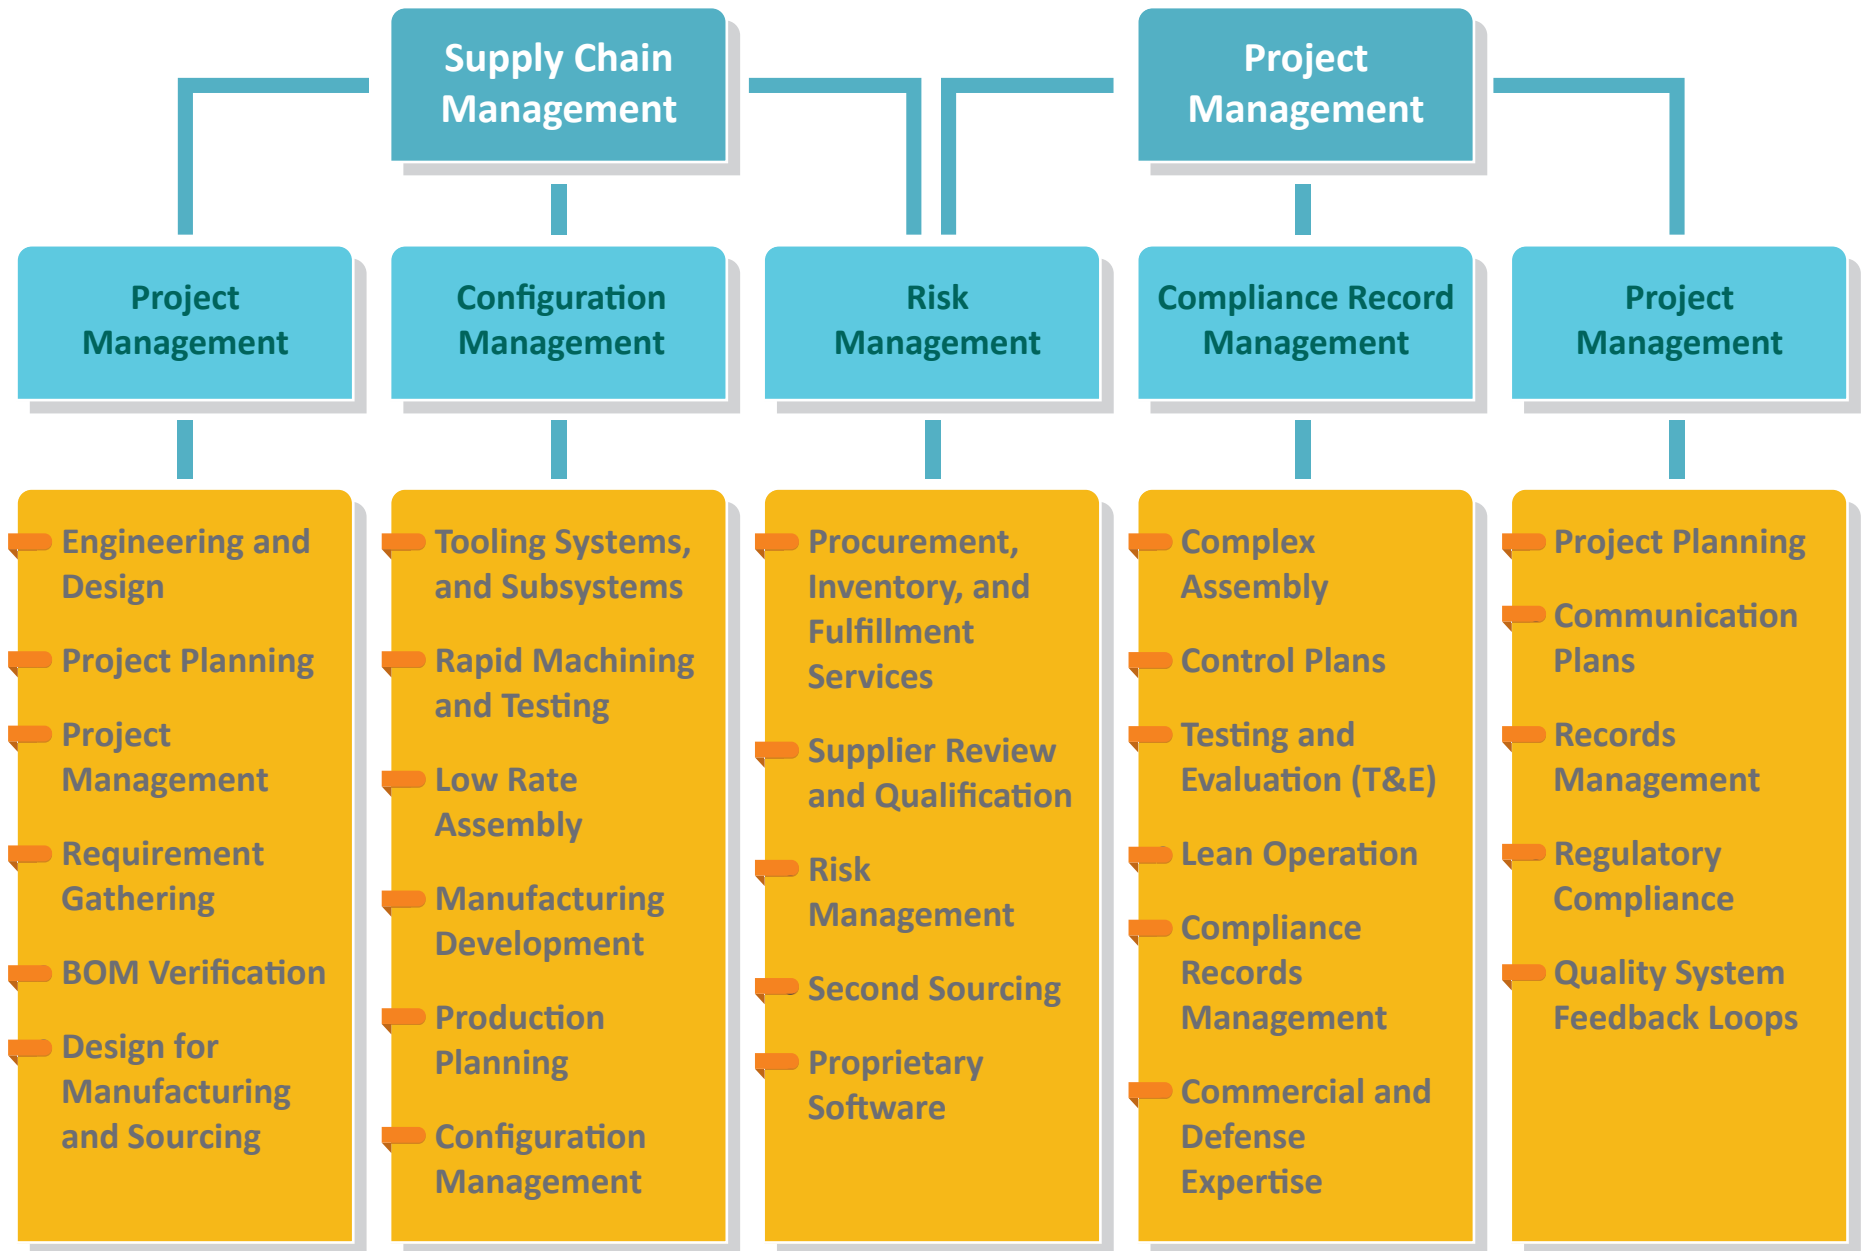 Supply Chain
Management
Project
Management
Project
Management
Configuration
Management
Risk
Management
Compliance Record
Management
Project
Management
Engineering and
Design
Project Planning
Project
Management
Requirement
Gathering
BOM Verification
Design for
Manufacturing
and Sourcing
Tooling Systems,
and Subsystems
Rapid Machining
and Testing
Low Rate
Assembly
Manufacturing
Development
Production
Planning
Configuration
Management
Procurement,
Inventory, and
Fulfillment
Services
Supplier Review
and Qualification
Risk
Management
Second Sourcing
Proprietary
Software
Complex
Assembly
Control Plans
Testing and
Evaluation (T&E)
Lean Operation
Compliance
Records
Management
Commercial and
Defense
Expertise
Project Planning
Communication
Plans
Records
Management
Regulatory
Compliance
Quality System
Feedback Loops